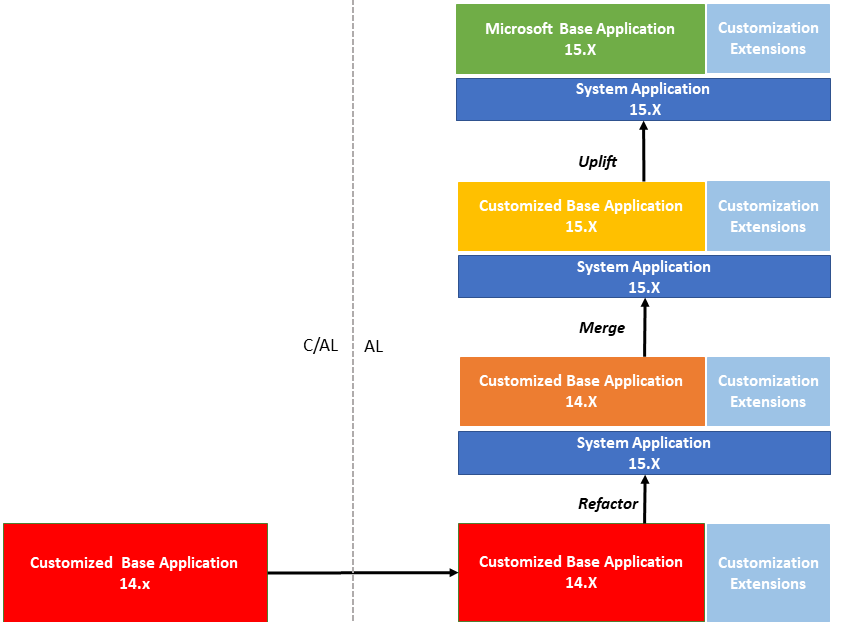 Microsoft Base Application
15.X
Customization
Extensions
System Application
15.X
Uplift
Customized Base Application
15.X
Customization
Extensions
System Application
15.X
Merge
C/AL
AL
Customized Base Application
14.X
Customization
Extensions
System Application
15.X
Refactor
Customized Base Application
14.x
Customized Base Application
14.X
Customization
Extensions